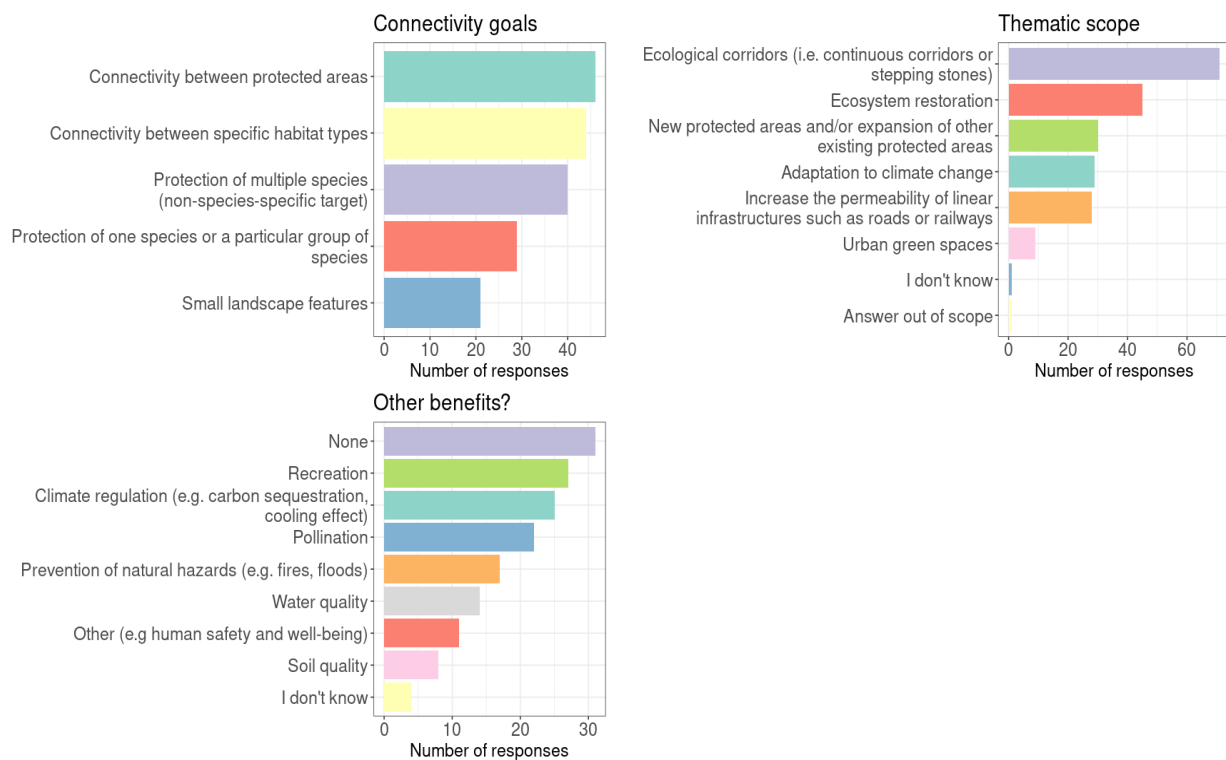 Connectivity goals
Connectivity between protected areas
Connectivity between specific habitat types
Protection of multiple species
(non-species-specific target)
Protection of one species or a particular group of
species
Small landscape features
0 10 20 30 40
Number of responses
Thematic scope
Ecological corridors (i.e. continuous corridors or
stepping stones)
Ecosystem restoration
New protected areas and/or expansion of other
existing protected areas
Adaptation to climate change
Increase the permeability of linear
infrastructures such as roads or railways
Urban green spaces
I don't know
Answer out of scope
0 20 40 60
Number of responses
Other benefits?
None
Recreation
Climate regulation (e.g. carbon sequestration,
cooling effect)
Pollination
Prevention of natural hazards (e.g. fires, floods)
Water quality
Other (e.g human safety and well-being)
Soil quality
I don't know
0 10 20 30
Number of responses